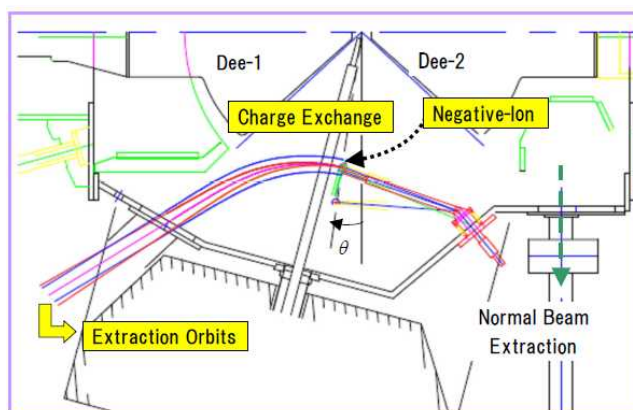 Dee-1
Dee-2
Charge Exchange
Negative-Ion
θ
Extraction Orbits
Normal Beam
Extraction